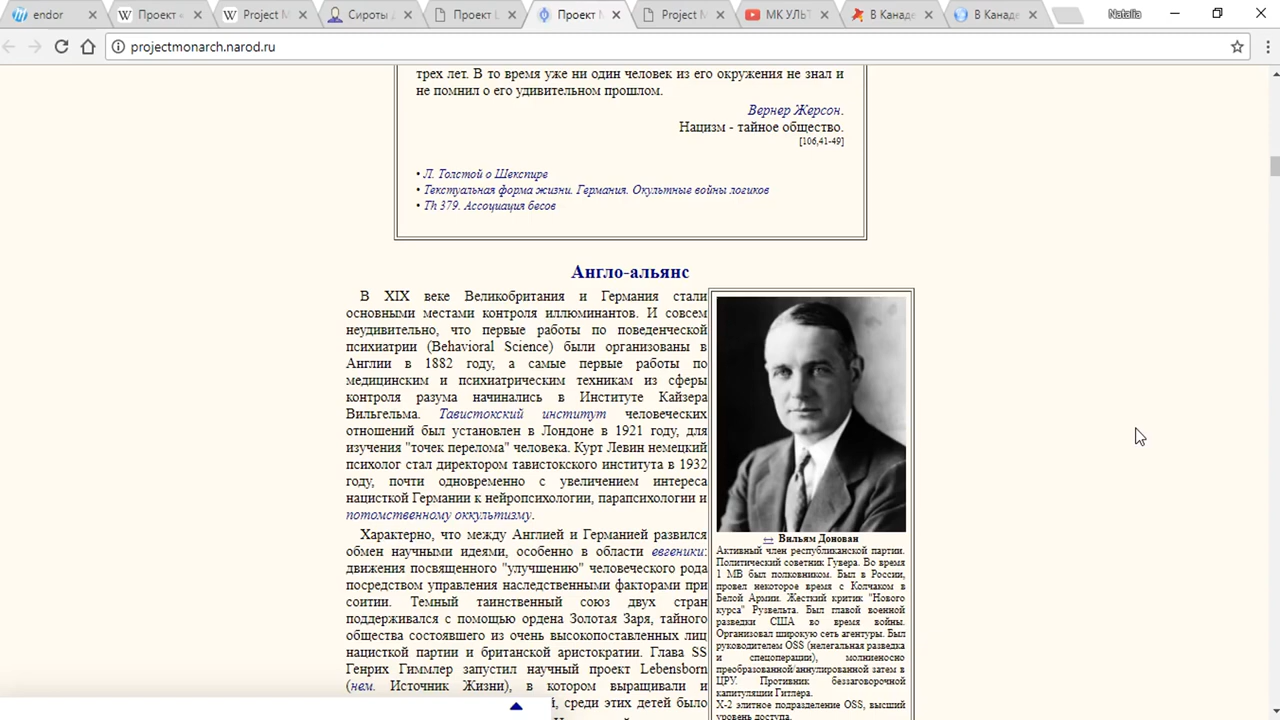 endor
Проект
Project M
Сироты
Проект
Проект
Project
МК УЛЬ
В Канаде
В Канаде
Natalia
projectmonarch.narod.ru
трех лет. В то время уже ни один человек из его окружения не знал и
не помнил о его удивительном прошлом.
Вернер Жерсон.
Нацизм - тайное общество.
[106,41-49]
• Л. Толстой о Шекспире
• Текстуальная форма жизни. Германия. Окультные войны логиков
• Th 379. Ассоциация бесов
Англо-альянс
В XIX веке Великобритания и Германия стали
основными местами контроля иллюминантов. И совсем
неудивительно, что первые работы по поведенческой
психиатрии (Behavioral Science) были организованы в
Англии в 1882 году, а самые первые работы по
медицинским и психиатрическим техникам из сферы
контроля разума начинались в Институте Кайзера
Вильгельма. Тавистокский институт человеческих
отношений был установлен в Лондоне в 1921 году, для
изучения "точек перелома" человека. Курт Левин немецкий
психолог стал директором тавистокского института в 1932
году, почти одновременно с увеличением интереса
нацисткой Германии к нейропсихологии, парапсихологии и
потомственному оккультизму.
Характерно, что между Англией и Германией развился
обмен научными идеями, особенно в области евгеники:
движения посвященного "улучшению" человеческого рода
посредством управления наследственными факторами при
соитии. Темный таинственный союз двух стран
поддерживался с помощью ордена Золотая Заря, тайного
общества состоявшего из очень высокопоставленных лиц
нацисткой партии и британской аристократии. Глава SS
Генрих Гиммлер запустил научный проект Lebensborn
(нем. Источник Жизни), в котором выращивали и
среди этих детей было
↔ Вильям Донован
Активный член республиканской партии.
Политический советник Гувера. Во время
1 МВ был полковником. Был в России,
провел некоторое время с Колчаком в
Белой Армии. Жесткий критик "Нового
курса" Рузвельта. Был главой военной
разведки США во время войны.
Организовал широкую сеть агентуры. Был
руководителем OSS (нелегальная разведка
и спецоперации), молниеносно
преобразованной/аннулированной затем в
ЦРУ. Противник беззаговорочной
капитуляции Гитлера.
X-2 элитное подразделение OSS, высший
уровень доступа.